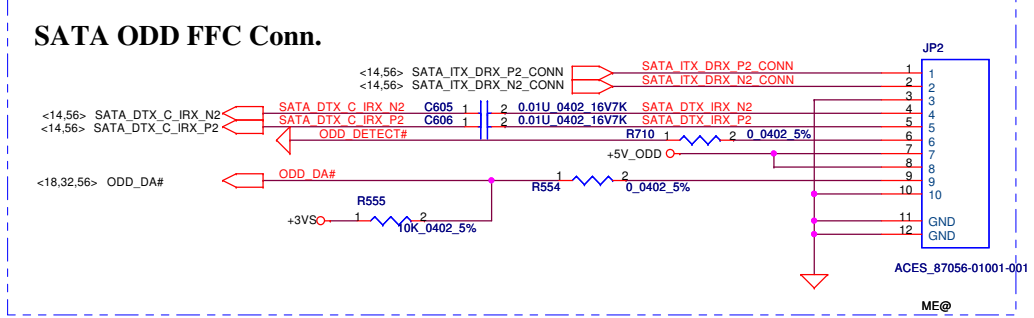 SATA ODD FFC Conn.
JP2
<14,56> SATA_ITX_DRX_P2_CONN SATA_ITX_DRX_P2_CONN 1 1
<14,56> SATA_ITX_DRX_N2_CONN SATA_ITX_DRX_N2_CONN 2 2
3 3
<14,56> SATA_DTX_C_IRX_N2 SATA_DTX_C_IRX_N2 C605 1 2 0.01U_0402_16V7K SATA_DTX_IRX_N2 4 4
<14,56> SATA_DTX_C_IRX_P2 SATA_DTX_C_IRX_P2 C606 1 2 0.01U_0402_16V7K SATA_DTX_IRX_P2 5 5
ODD_DETECT# R710 1 2 0_0402_5% 6 6
+5V_ODD 7 7
8 8
<18,32,56> ODD_DA# ODD_DA# 1 R554 2 0_0402_5% 9 9
10 10
R555
+3VS 1 2 10K_0402_5%
11 GND
12 GND
ACES_87056-01001-001
ME@